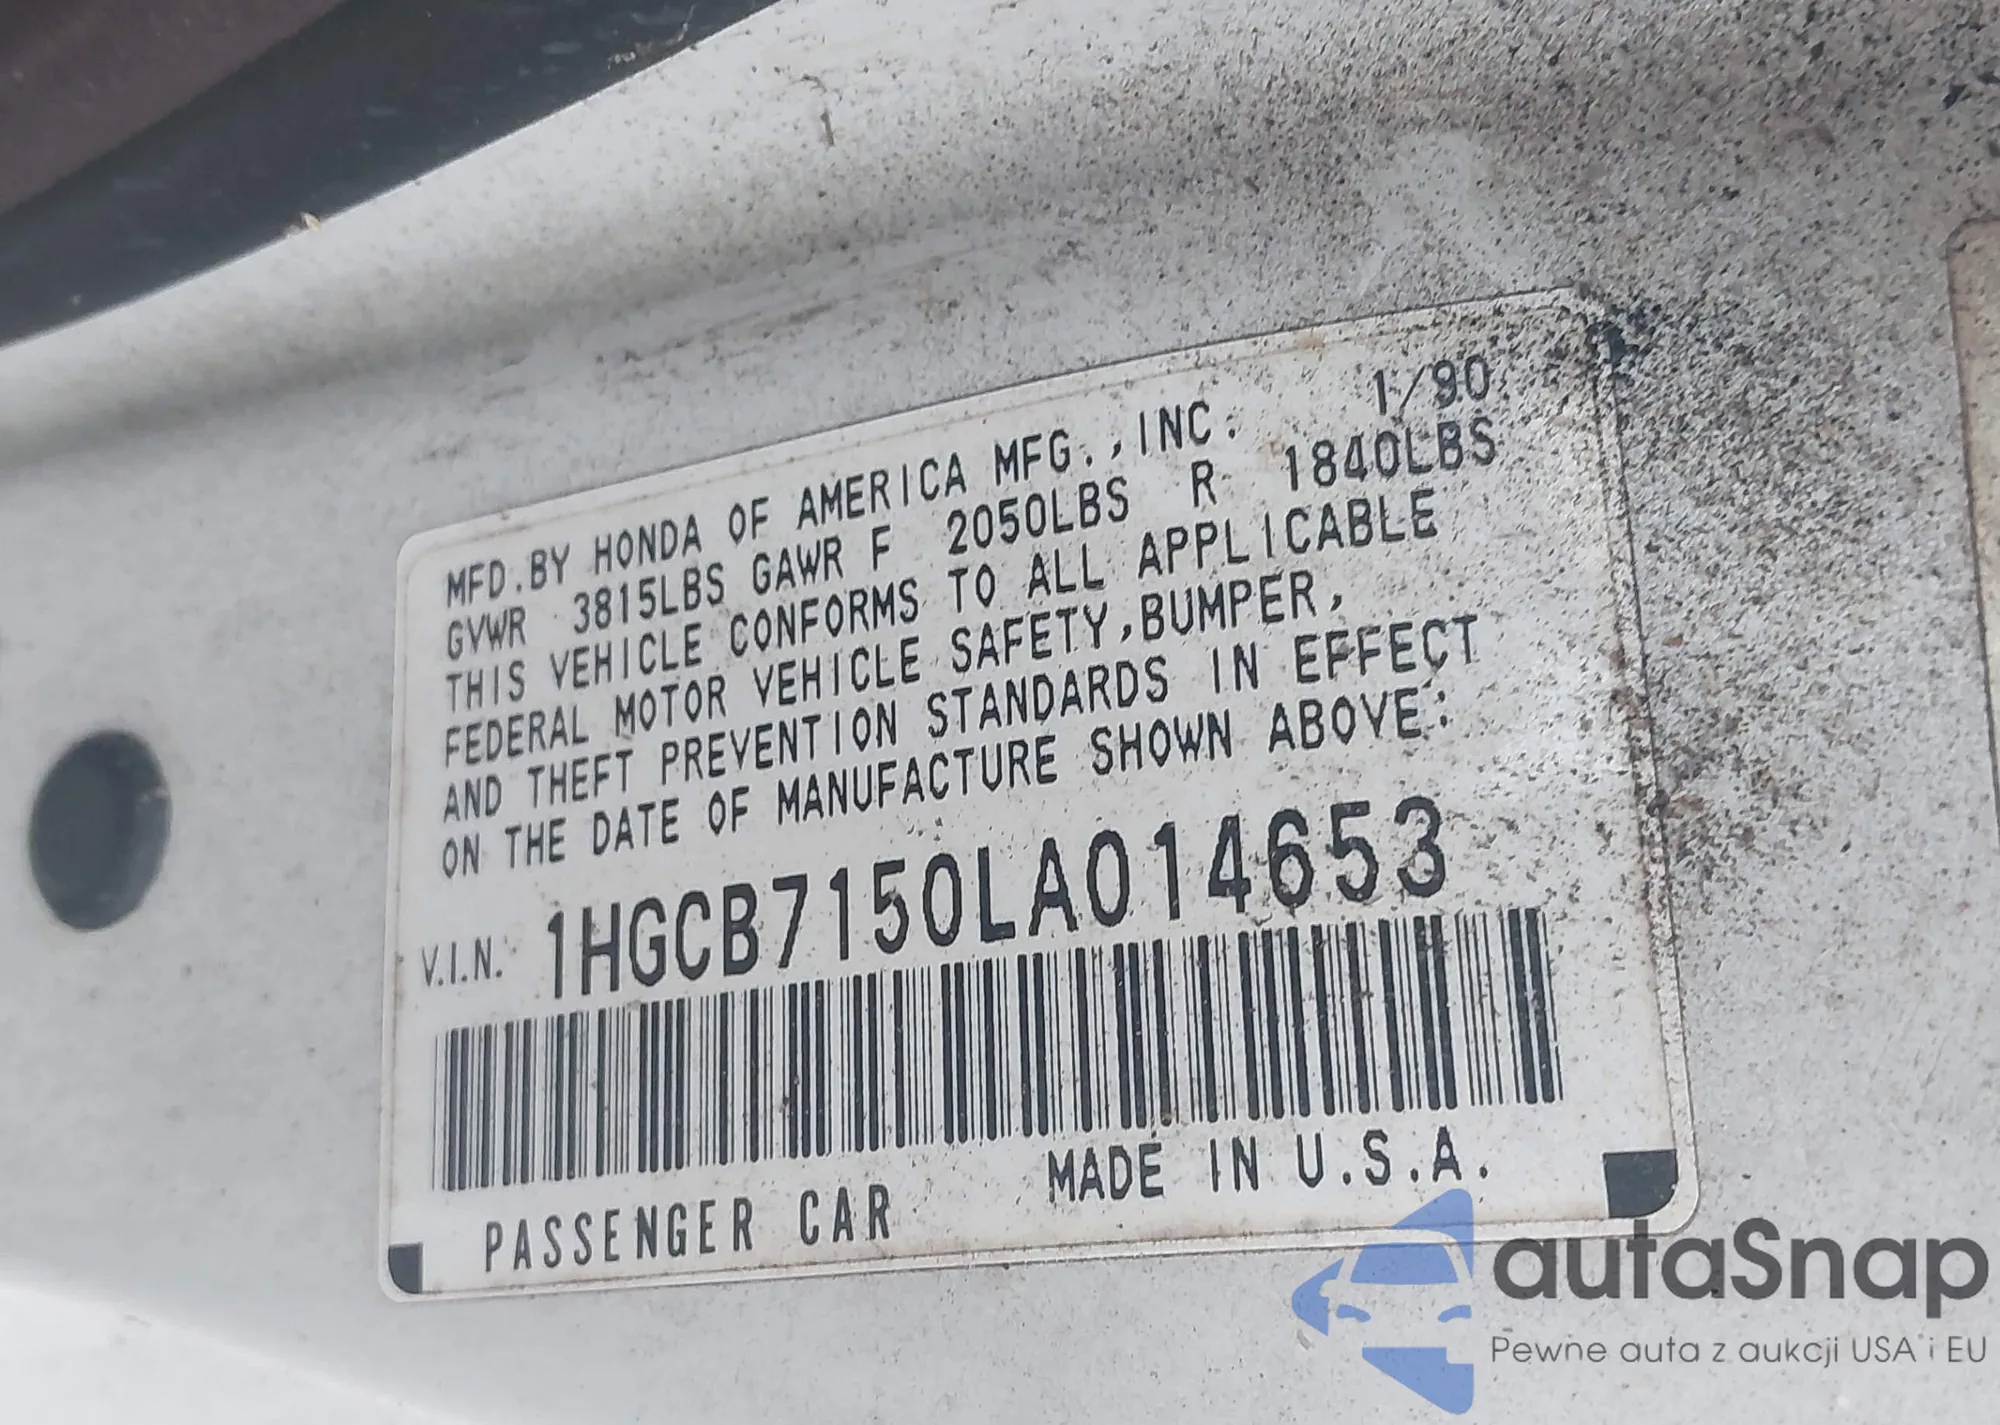 MFD.BY HONDA OF AMERICA MFG.,INC. 1/90
GVWR 3815LBS GAWR F 2050LBS R 1840LBS
THIS VEHICLE CONFORMS TO ALL APPLICABLE
FEDERAL MOTOR VEHICLE SAFETY,BUMPER,
AND THEFT PREVENTION STANDARDS IN EFFECT
ON THE DATE OF MANUFACTURE SHOWN ABOVE.
V.I.N. 1HGCB7150LA014653
PASSENGER CAR MADE IN U.S.A.
autaSnap
Pewne auta z aukcji USA i EU